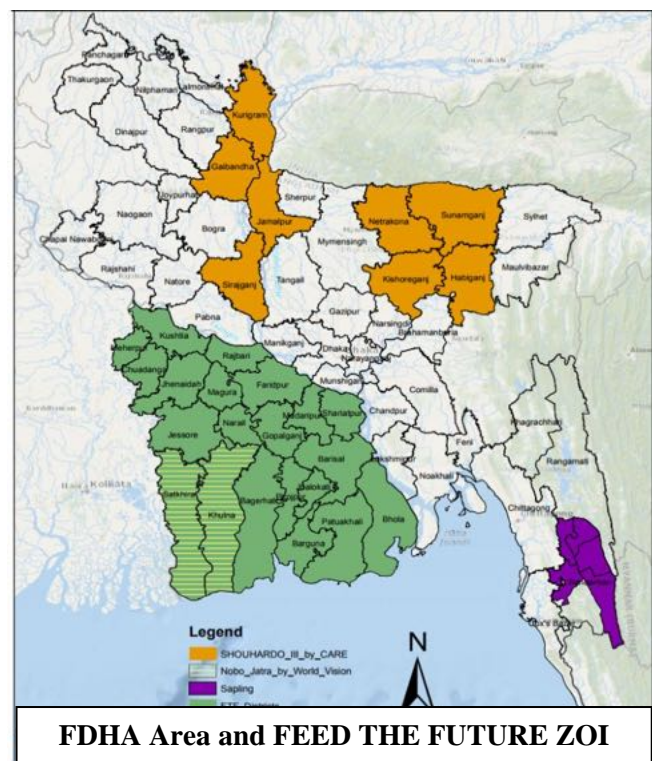 Panchagarh
Thakurgaon
Nilphamari
Lalmonirhat
Kurigram
Dinajpur
Rangpur
Gaibandha
Joypurhat
Sherpur
Naogaon
Bogra
Jamalpur
Netrakona
Sunamganj
Sylhet
Chapai Nawabganj
Mymensingh
Rajshahi
Natore
Sirajganj
Tangail
Kishoreganj
Habiganj
Maulvibazar
Pabna
Gazipur
Narsingdi
Brahamanbaria
Kushtia
Manikganj
Dhaka
Narayanganj
Meherpur
Rajbari
Chuadanga
Jhenaidah
Magura
Faridpur
Munshiganj
Comilla
Madaripur
Shariatpur
Chandpur
Khagrachhari
Jessore
Narail
Gopalganj
Feni
Rangamati
Barisal
Lakshmipur
Noakhali
Kolkata
Satkhira
Khulna
Bagerhat
Pirojpur
Jhalokati
Chittagong
Patuakhali
Bhola
Barguna
Bandarban
Cox's Bazar
Legend
SHOUHARDO_III_by_CARE
Nobo_Jatra_by_World_Vision
Sapling
FTF_Districts
N
FDHA Area and FEED THE FUTURE ZOI